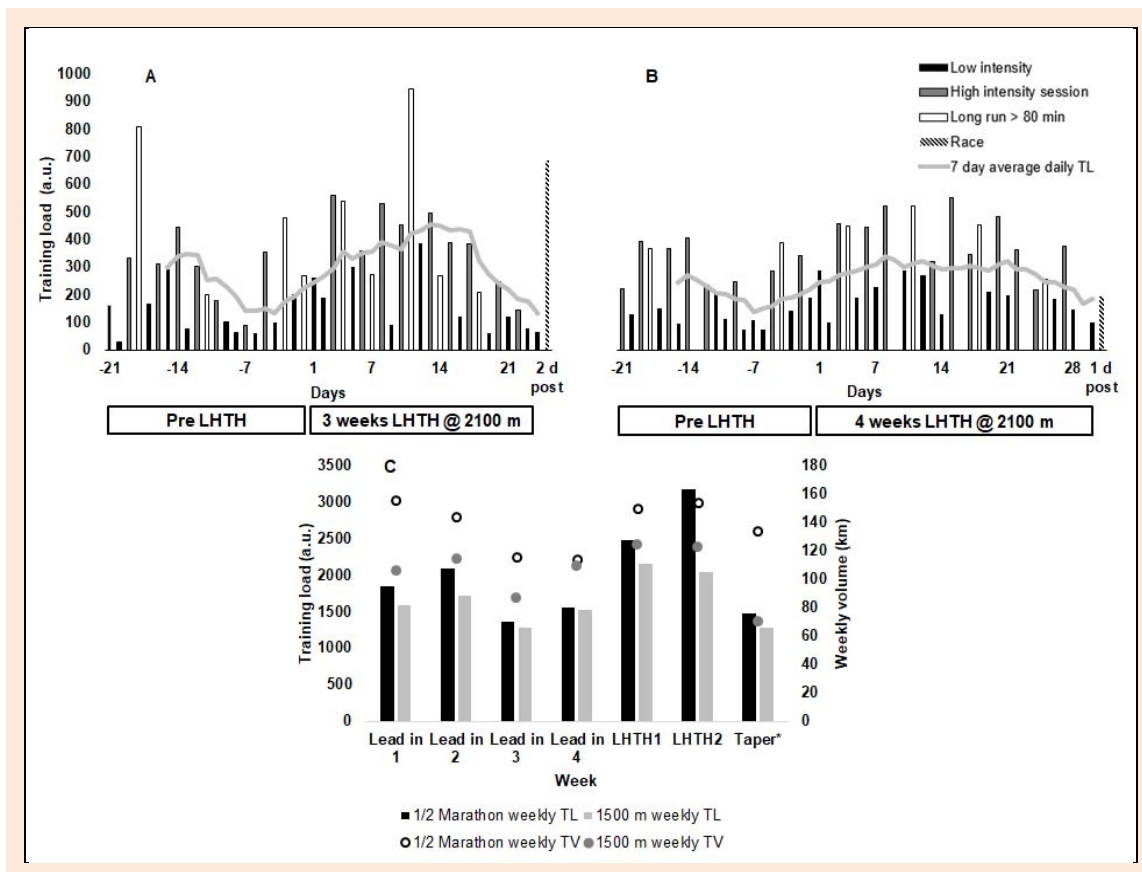 A
B
1000
900
800
700
600
500
400
300
200
100
0
Training load (a.u.)
Low intensity
High intensity session
Long run > 80 min
Race
7 day average daily TL
-21 -14 -7 1 7 14 21 2 d
post
Days
-21 -14 -7 1 7 14 21 28 1 d
post
Days
Pre LHTH
3 weeks LHTH @ 2100 m
Pre LHTH
4 weeks LHTH @ 2100 m
C
3500
3000
2500
2000
1500
1000
500
0
Training load (a.u.)
180
160
140
120
100
80
60
40
20
0
Weekly volume (km)
Lead in Lead in Lead in Lead in LHTH1 LHTH2 Taper*
1 2 3 4
Week
1/2 Marathon weekly TL 1500 m weekly TL
1/2 Marathon weekly TV 1500 m weekly TV